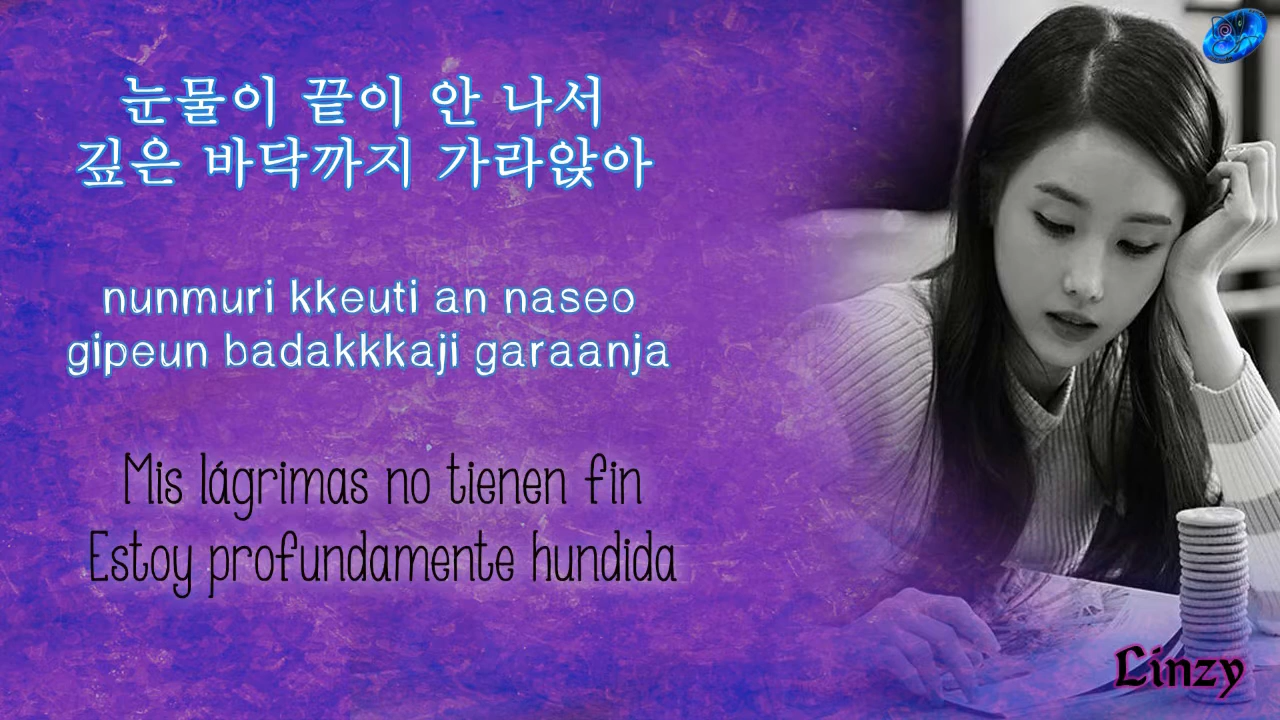 눈물이 끝이 안 나서
깊은 바닥까지 가라앉아
nunmuri kkeuti an naseo
gipeun badakkkaji garaanja
Mis lágrimas no tienen fin
Estoy profundamente hundida
Linzy